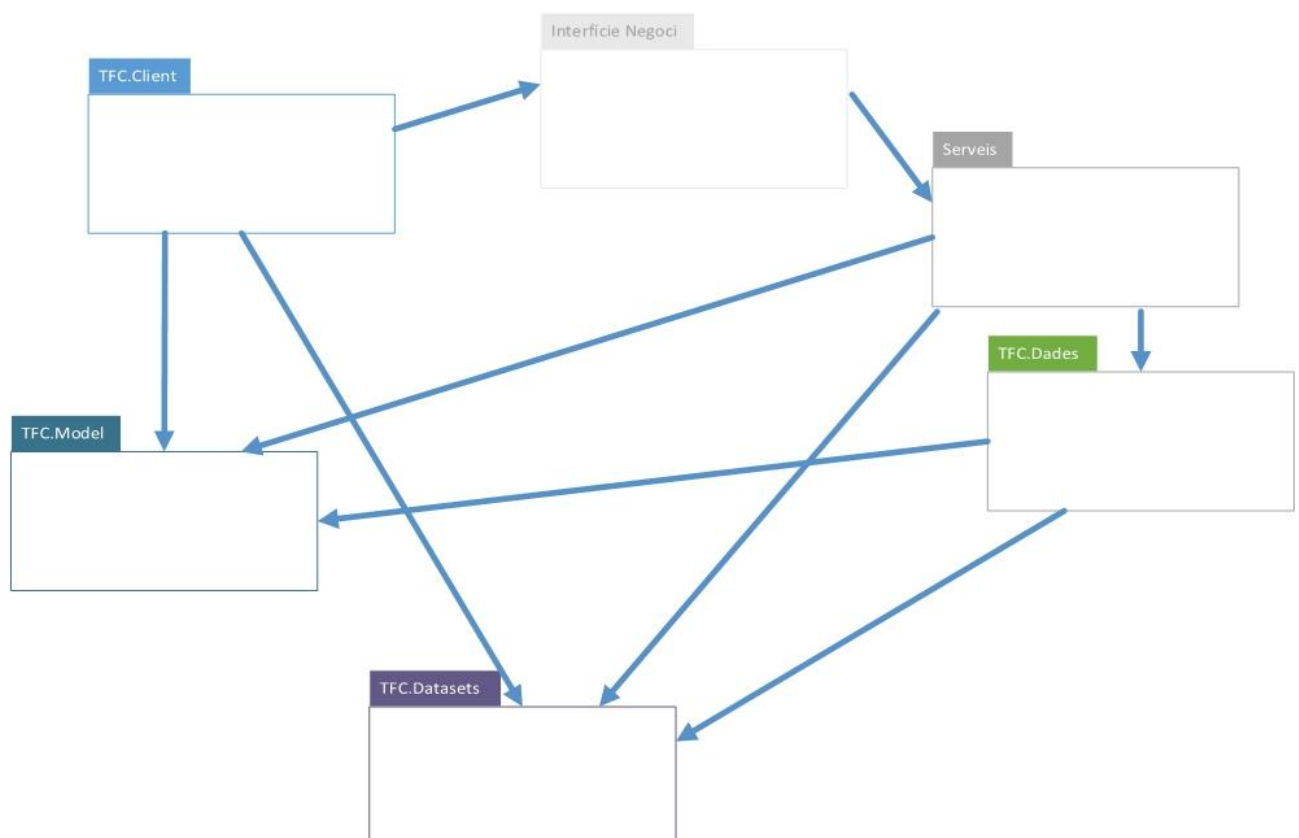 Interfície Negoci
TFC.Client
Serveis
TFC.Dades
TFC.Model
TFC.Datasets